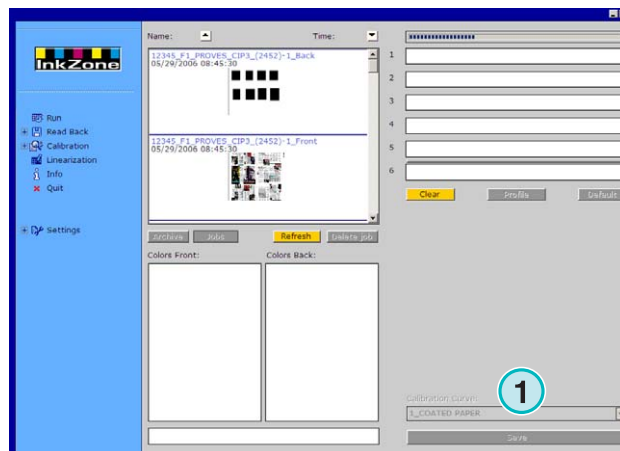 InkZone
Run
Read Back
Calibration
Linearization
Info
Quit
Settings
Name:
Time:
12345_F1_PROVES_CIP3_(2452)-1_Back
05/29/2006 08:45:30
12345_F1_PROVES_CIP3_(2452)-1_Front
05/29/2006 08:45:30
Archive
Jobs
Refresh
Delete job
Colors Front:
Colors Back:
1
2
3
4
5
6
Clear
Profile
Default
Calibration Curve:
1
1_COATED PAPER
Save